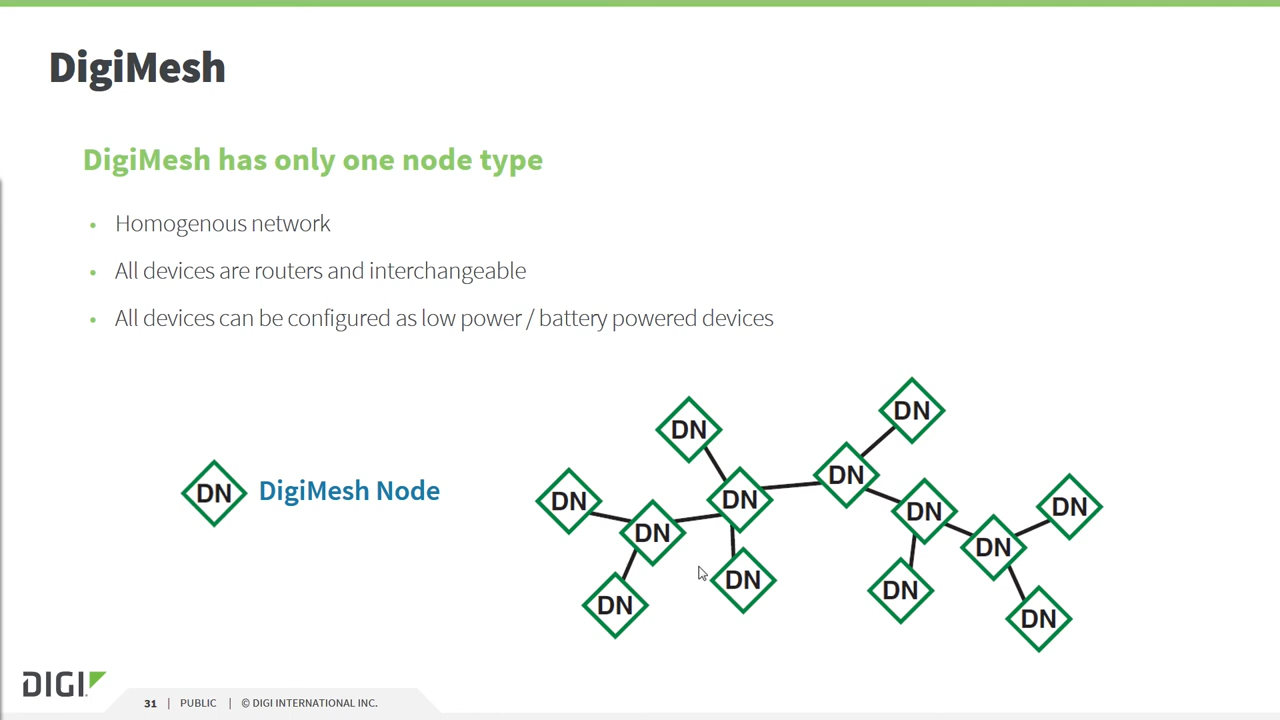 DigiMesh
DigiMesh has only one node type
• Homogenous network
• All devices are routers and interchangeable
• All devices can be configured as low power / battery powered devices
DN DigiMesh Node
DN
DN
DN
DN
DN
DN
DN
DN
DN
DN
DN
DN
DN
DIGI
31 | PUBLIC | © DIGI INTERNATIONAL INC.